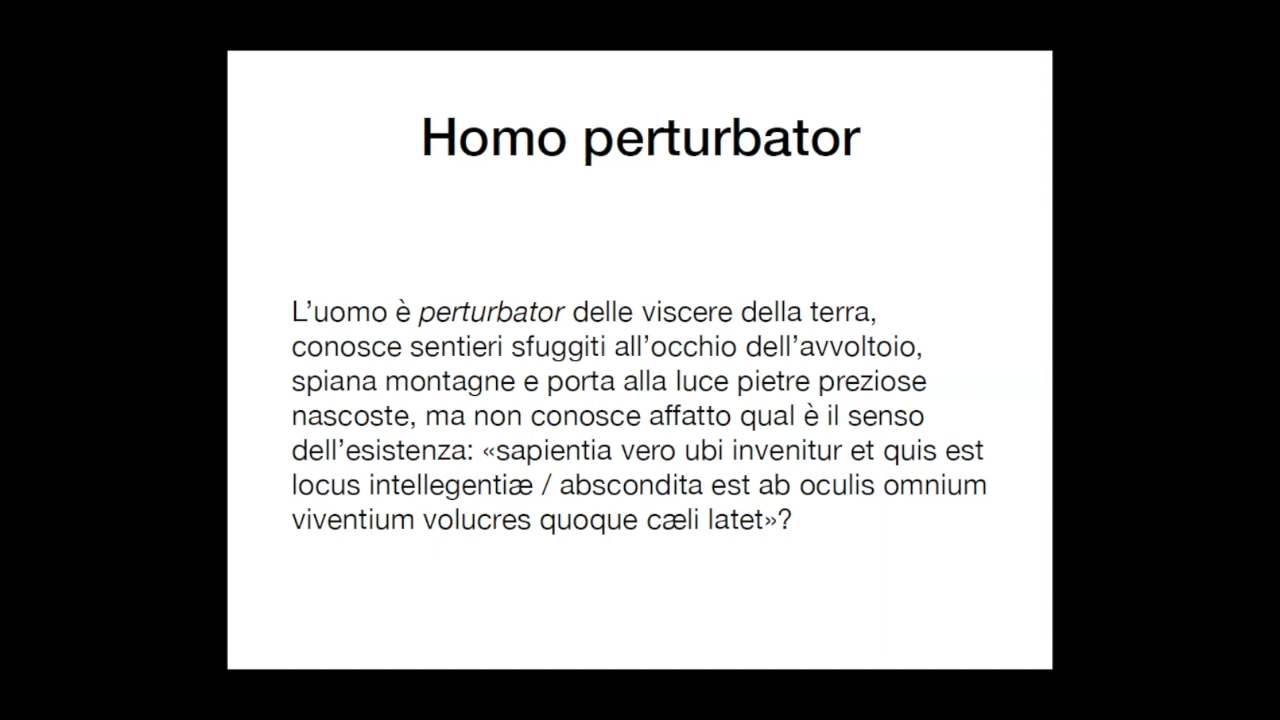 Homo perturbator
L’uomo è perturbator delle viscere della terra,
conosce sentieri sfuggiti all’occhio dell’avvoltoio,
spiana montagne e porta alla luce pietre preziose
nascoste, ma non conosce affatto qual è il senso
dell’esistenza: «sapientia vero ubi invenitur et quis est
locus intellegentiæ / abscondita est ab oculis omnium
viventium volucres quoque cæli latet»?